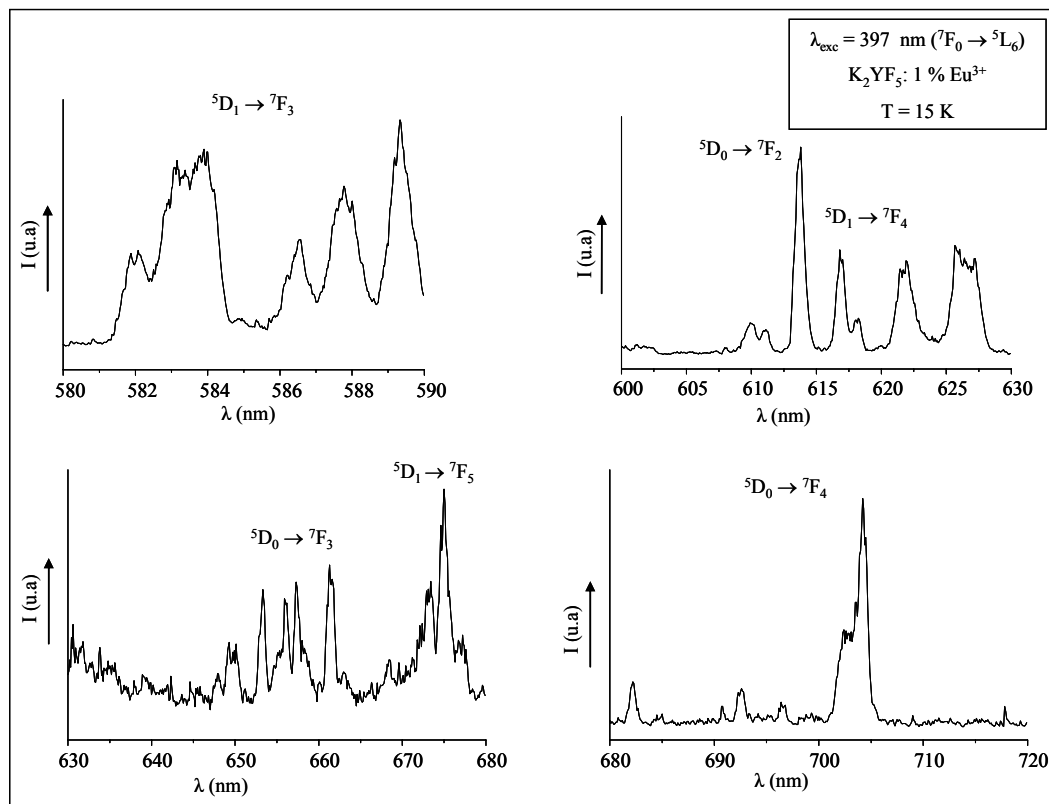 λexc = 397 nm (⁷F₀ → ⁵L₆)
K₂YF₅: 1 % Eu³⁺
T = 15 K
⁵D₁ → ⁷F₃
I (u.a)
580 582 584 586 588 590
λ (nm)
⁵D₀ → ⁷F₂
⁵D₁ → ⁷F₄
I (u.a)
600 605 610 615 620 625 630
λ (nm)
⁵D₁ → ⁷F₅
⁵D₀ → ⁷F₃
I (u.a)
630 640 650 660 670 680
λ (nm)
⁵D₀ → ⁷F₄
I (u.a)
680 690 700 710 720
λ (nm)